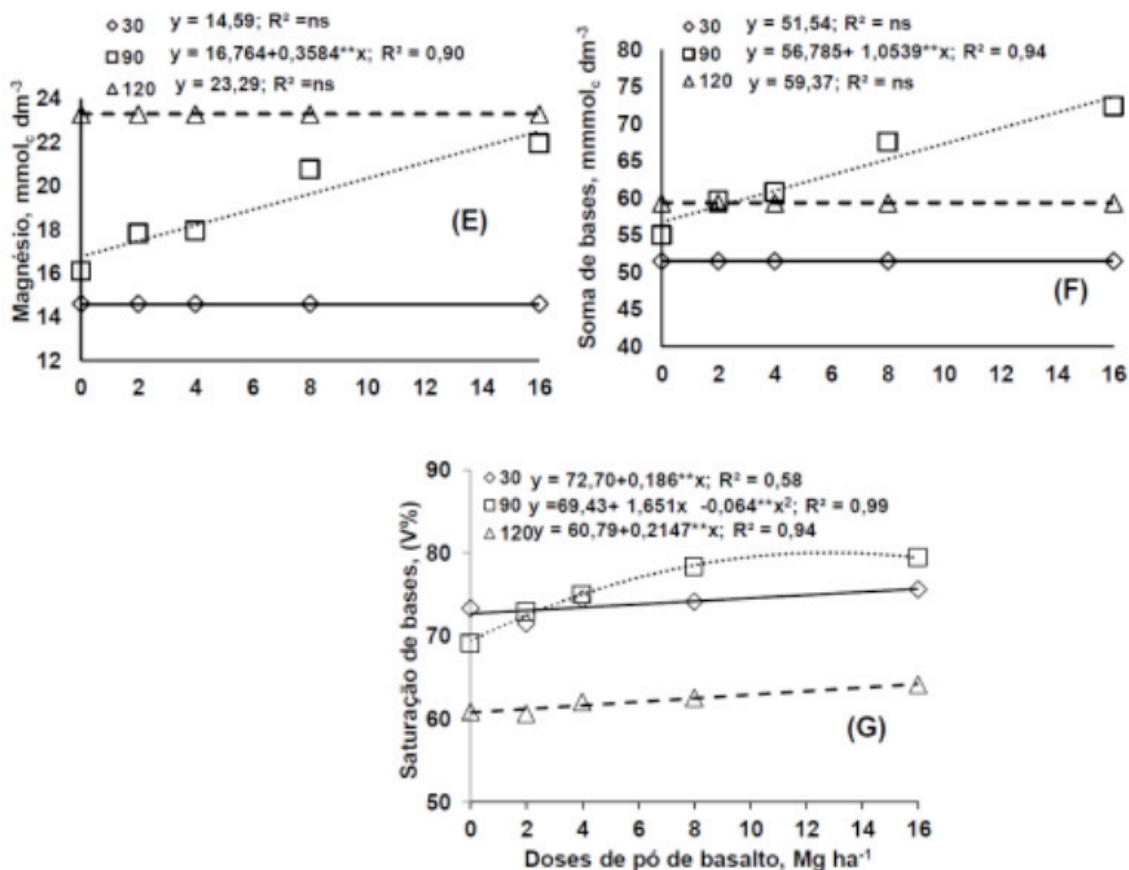 30 y = 14,59; R² =ns
90 y = 16,764+0,3584**x; R² = 0,90
120 y = 23,29; R² =ns
Magnésio, mmol_c dm⁻³
24
22
20
18
16
14
12
0 2 4 6 8 10 12 14 16
(E)
30 y = 51,54; R² = ns
90 y = 56,785+ 1,0539**x; R² = 0,94
120 y = 59,37; R² = ns
Soma de bases, mmmol_c dm⁻³
80
75
70
65
60
55
50
45
40
0 2 4 6 8 10 12 14 16
(F)
30 y = 72,70+0,186**x; R² = 0,58
90 y =69,43+ 1,651x -0,064**x²; R² = 0,99
120 y = 60,79+0,2147**x; R² = 0,94
Saturação de bases, (V%)
90
80
70
60
50
0 2 4 6 8 10 12 14 16
(G)
Doses de pó de basalto, Mg ha⁻¹